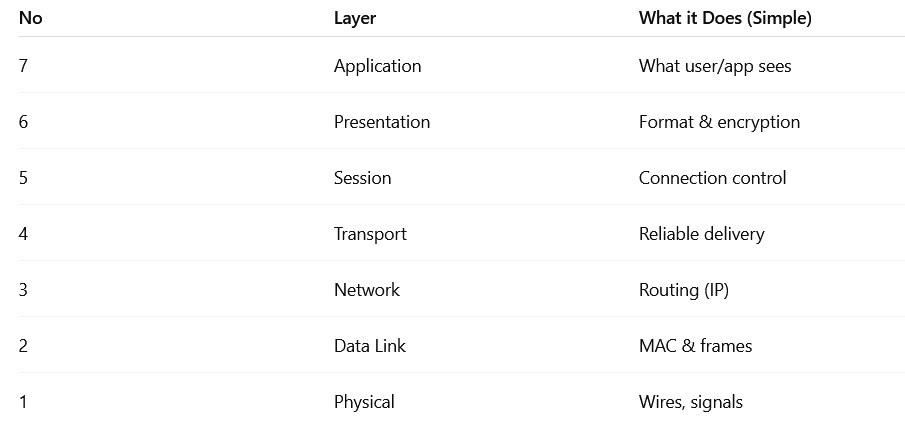 No Layer What it Does (Simple)
7 Application What user/app sees
6 Presentation Format & encryption
5 Session Connection control
4 Transport Reliable delivery
3 Network Routing (IP)
2 Data Link MAC & frames
1 Physical Wires, signals